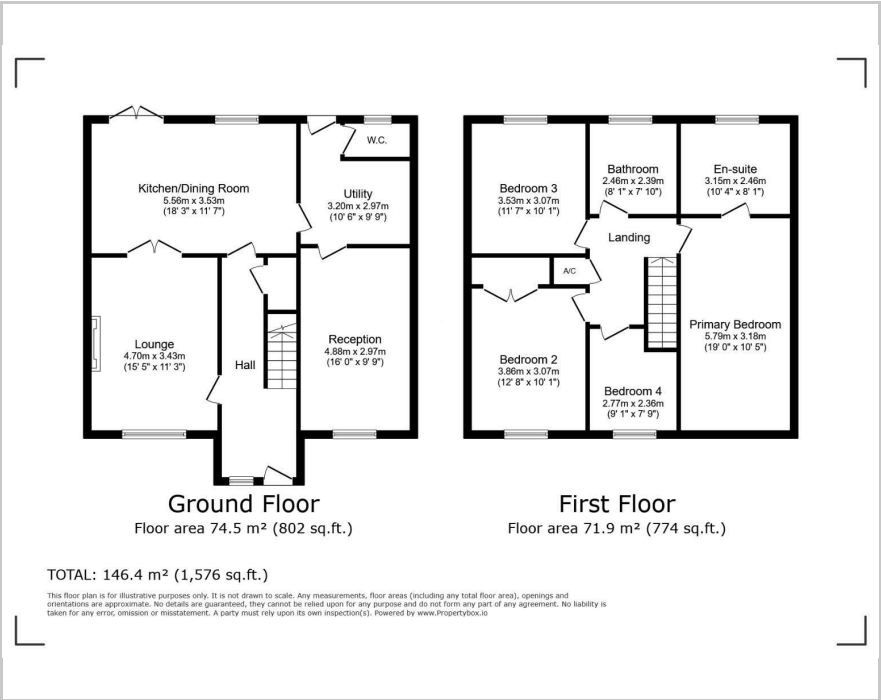 W.C.
Kitchen/Dining Room
5.56m x 3.53m
(18' 3" x 11' 7")
Utility
3.20m x 2.97m
(10' 6" x 9' 9")
Lounge
4.70m x 3.43m
(15' 5" x 11' 3")
Hall
Reception
4.88m x 2.97m
(16' 0" x 9' 9")
Ground Floor
Floor area 74.5 m² (802 sq.ft.)
Bedroom 3
3.53m x 3.07m
(11' 7" x 10' 1")
Bathroom
2.46m x 2.39m
(8' 1" x 7' 10")
En-suite
3.15m x 2.46m
(10' 4" x 8' 1")
Landing
A/C
Primary Bedroom
5.79m x 3.18m
(19' 0" x 10' 5")
Bedroom 2
3.86m x 3.07m
(12' 8" x 10' 1")
Bedroom 4
2.77m x 2.36m
(9' 1" x 7' 9")
First Floor
Floor area 71.9 m² (774 sq.ft.)
TOTAL: 146.4 m² (1,576 sq.ft.)
This floor plan is for illustrative purposes only. It is not drawn to scale. Any measurements, floor areas (including any total floor area), openings and
orientations are approximate. No details are guaranteed, they cannot be relied upon for any purpose and do not form any part of any agreement. No liability is
taken for any error, omission or misstatement. A party must rely upon its own inspection(s). Powered by www.Propertybox.io